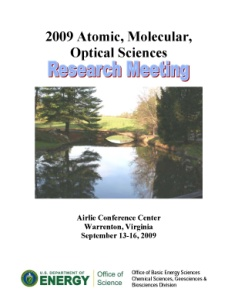 2009 Atomic, Molecular,
Optical Sciences
Research Meeting
Airlie Conference Center
Warrenton, Virginia
September 13-16, 2009
U.S. DEPARTMENT OF
ENERGY
Office of
Science
Office of Basic Energy Sciences
Chemical Sciences, Geosciences &
Biosciences Division